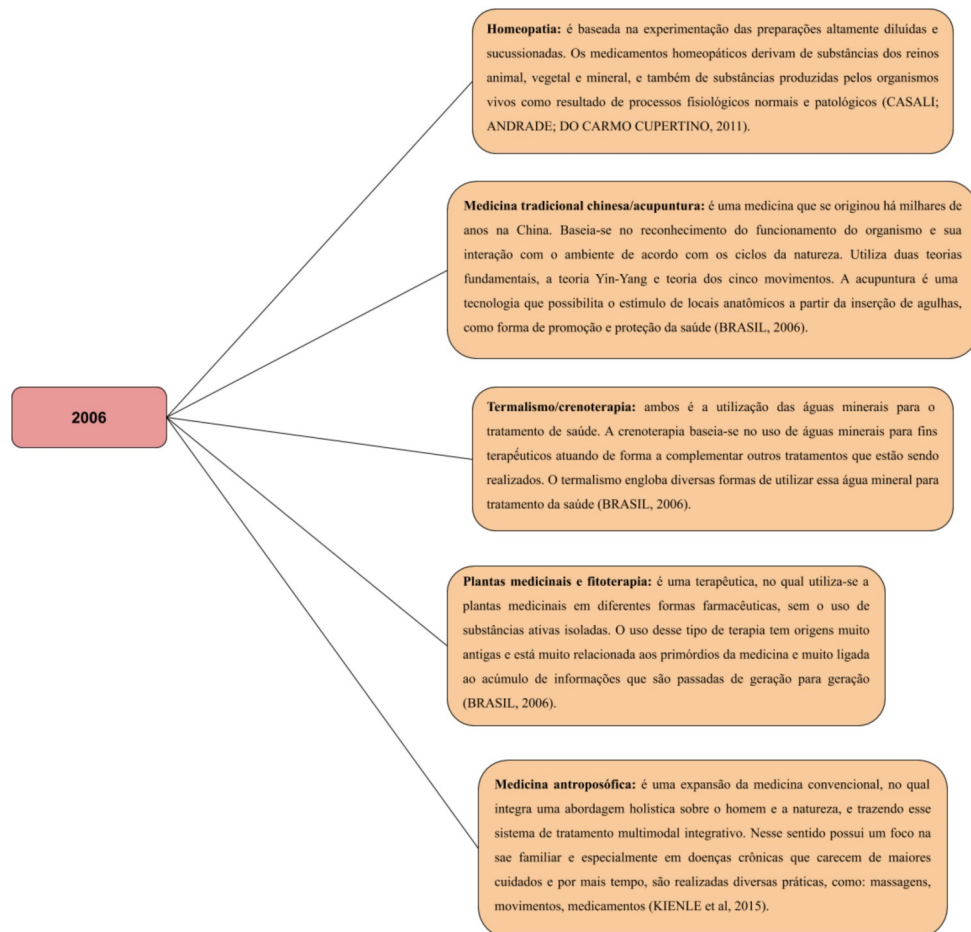 Homeopatia: é baseada na experimentação das preparações altamente diluídas e
sucussionadas. Os medicamentos homeopáticos derivam de substâncias dos reinos
animal, vegetal e mineral, e também de substâncias produzidas pelos organismos
vivos como resultado de processos fisiológicos normais e patológicos (CASALI;
ANDRADE; DO CARMO CUPERTINO, 2011).
Medicina tradicional chinesa/acupuntura: é uma medicina que se originou há milhares de
anos na China. Baseia-se no reconhecimento do funcionamento do organismo e sua
interação com o ambiente de acordo com os ciclos da natureza. Utiliza duas teorias
fundamentais, a teoria Yin-Yang e teoria dos cinco movimentos. A acupuntura é uma
tecnologia que possibilita o estímulo de locais anatômicos a partir da inserção de agulhas,
como forma de promoção e proteção da saúde (BRASIL, 2006).
2006
Termalismo/crenoterapia: ambos é a utilização das águas minerais para o
tratamento de saúde. A crenoterapia baseia-se no uso de águas minerais para fins
terapêuticos atuando de forma a complementar outros tratamentos que estão sendo
realizados. O termalismo engloba diversas formas de utilizar essa água mineral para
tratamento da saúde (BRASIL, 2006).
Plantas medicinais e fitoterapia: é uma terapêutica, no qual utiliza-se a
plantas medicinais em diferentes formas farmacêuticas, sem o uso de
substâncias ativas isoladas. O uso desse tipo de terapia tem origens muito
antigas e está muito relacionada aos primórdios da medicina e muito ligada
ao acúmulo de informações que são passadas de geração para geração
(BRASIL, 2006).
Medicina antroposófica: é uma expansão da medicina convencional, no qual
integra uma abordagem holística sobre o homem e a natureza, e trazendo esse
sistema de tratamento multimodal integrativo. Nesse sentido possui um foco na
sae familiar e especialmente em doenças crônicas que carecem de maiores
cuidados e por mais tempo, são realizadas diversas práticas, como: massagens,
movimentos, medicamentos (KIENLE et al, 2015).